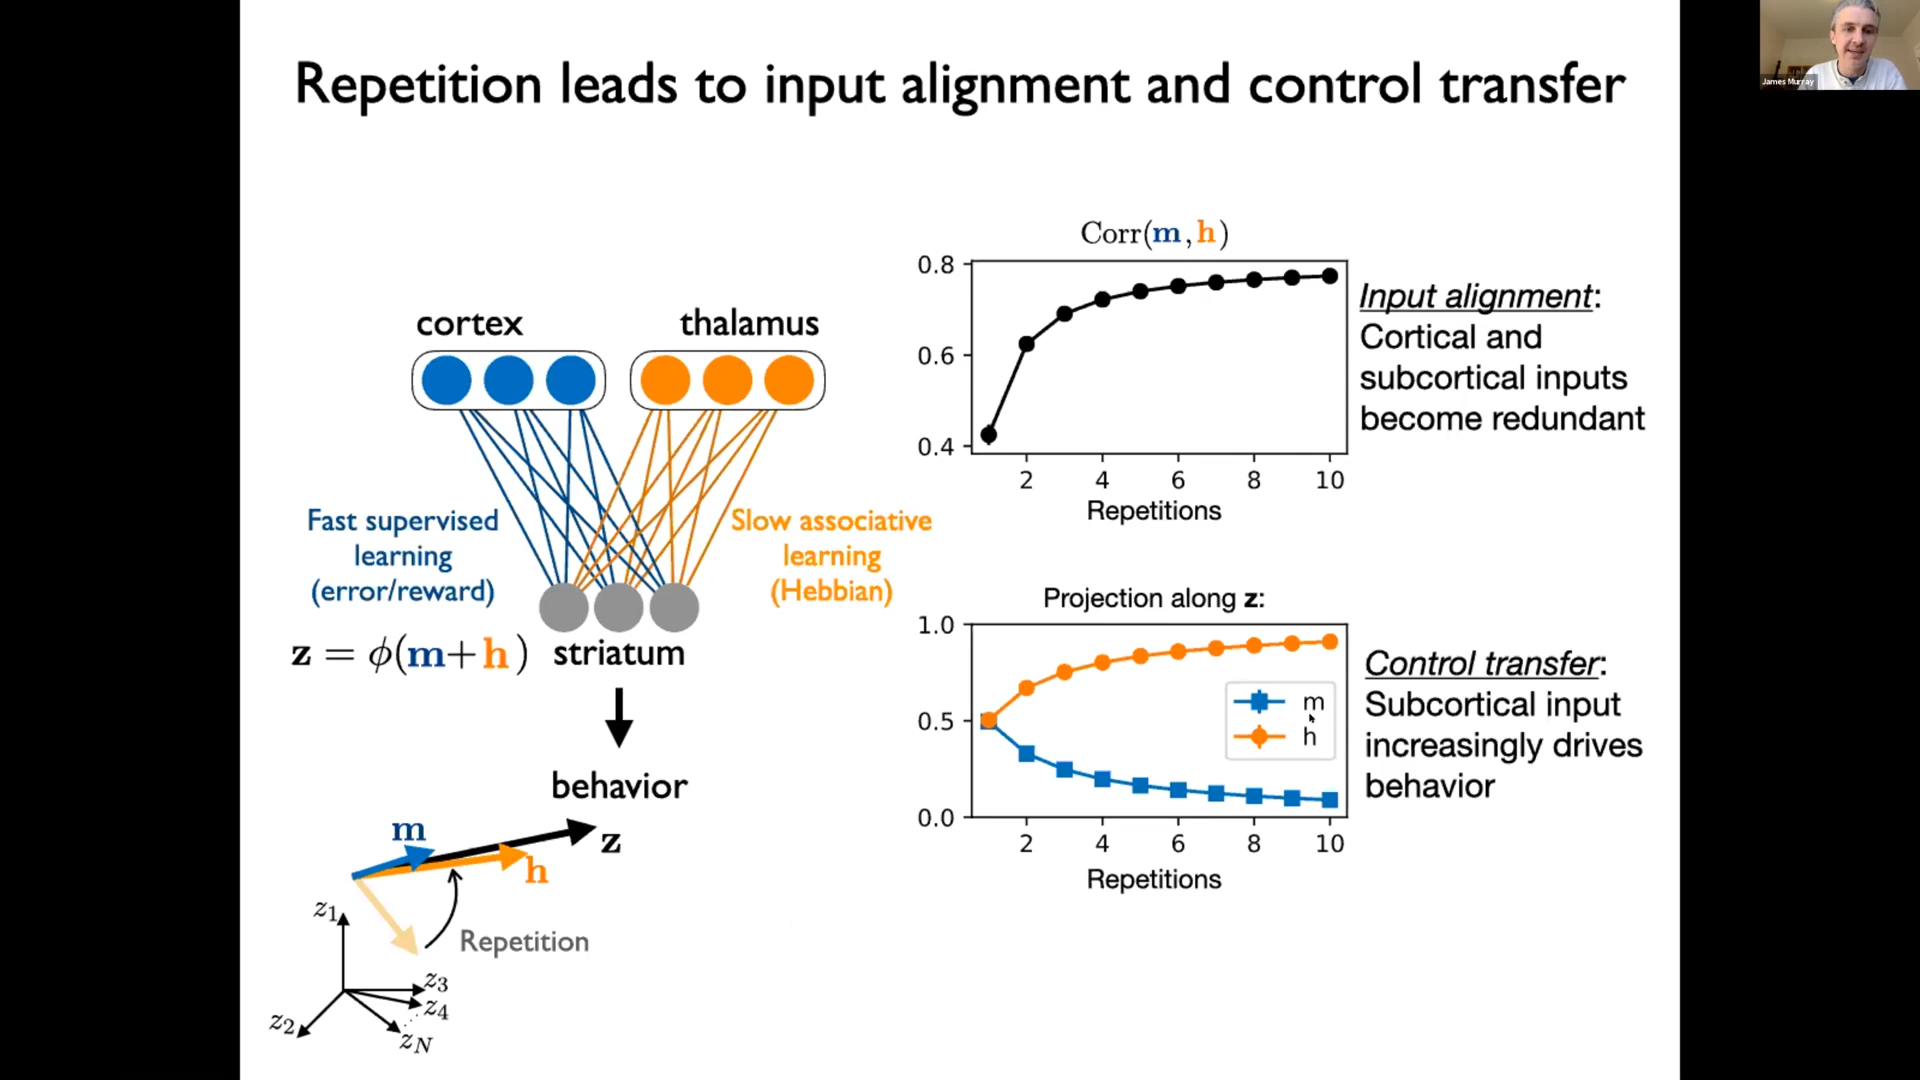 Repetition leads to input alignment and control transfer
James Murray
cortex
thalamus
Fast supervised
learning
(error/reward)
Slow associative
learning
(Hebbian)
z = ϕ(m+h)
striatum
behavior
m
z
h
Repetition
z1
z2
z3
z4
zN
Corr(m,h)
0.8
0.6
0.4
2 4 6 8 10
Repetitions
Input alignment:
Cortical and
subcortical inputs
become redundant
Projection along z:
1.0
0.5
0.0
m
h
2 4 6 8 10
Repetitions
Control transfer:
Subcortical input
increasingly drives
behavior